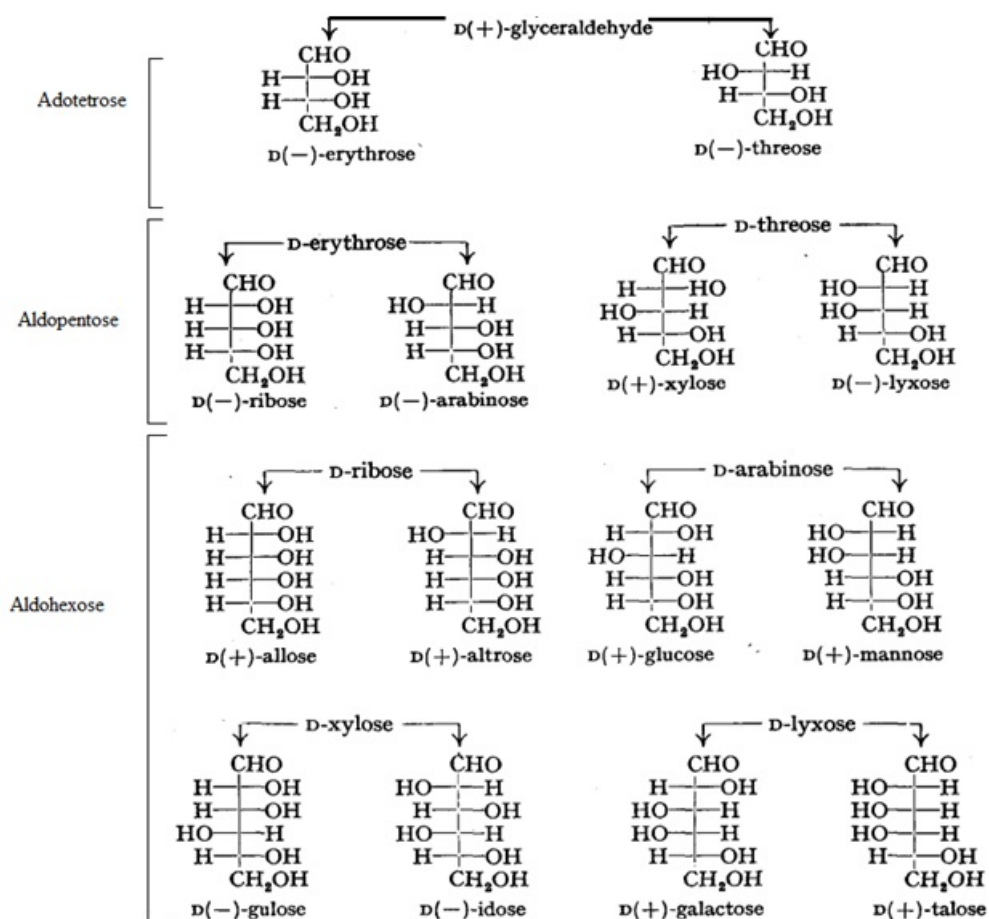 D(+)-glyceraldehyde
Adotetrose
CHO CHO
H OH HO H
H OH H OH
CH₂OH CH₂OH
D(−)-erythrose D(−)-threose
Aldopentose
D-erythrose D-threose
CHO CHO CHO CHO
H OH HO H H HO HO H
H OH H OH HO H HO H
H OH H OH H OH H OH
CH₂OH CH₂OH CH₂OH CH₂OH
D(−)-ribose D(−)-arabinose D(+)-xylose D(−)-lyxose
Aldohexose
D-ribose D-arabinose
CHO CHO CHO CHO
H OH HO H H OH HO H
H OH H OH HO H HO H
H OH H OH H OH H OH
H OH H OH H OH H OH
CH₂OH CH₂OH CH₂OH CH₂OH
D(+)-allose D(+)-altrose D(+)-glucose D(+)-mannose
D-xylose D-lyxose
CHO CHO CHO CHO
H OH HO H H OH HO H
H OH H OH HO H HO H
HO H HO H HO H HO H
H OH H OH H OH H OH
CH₂OH CH₂OH CH₂OH CH₂OH
D(−)-gulose D(−)-idose D(+)-galactose D(+)-talose